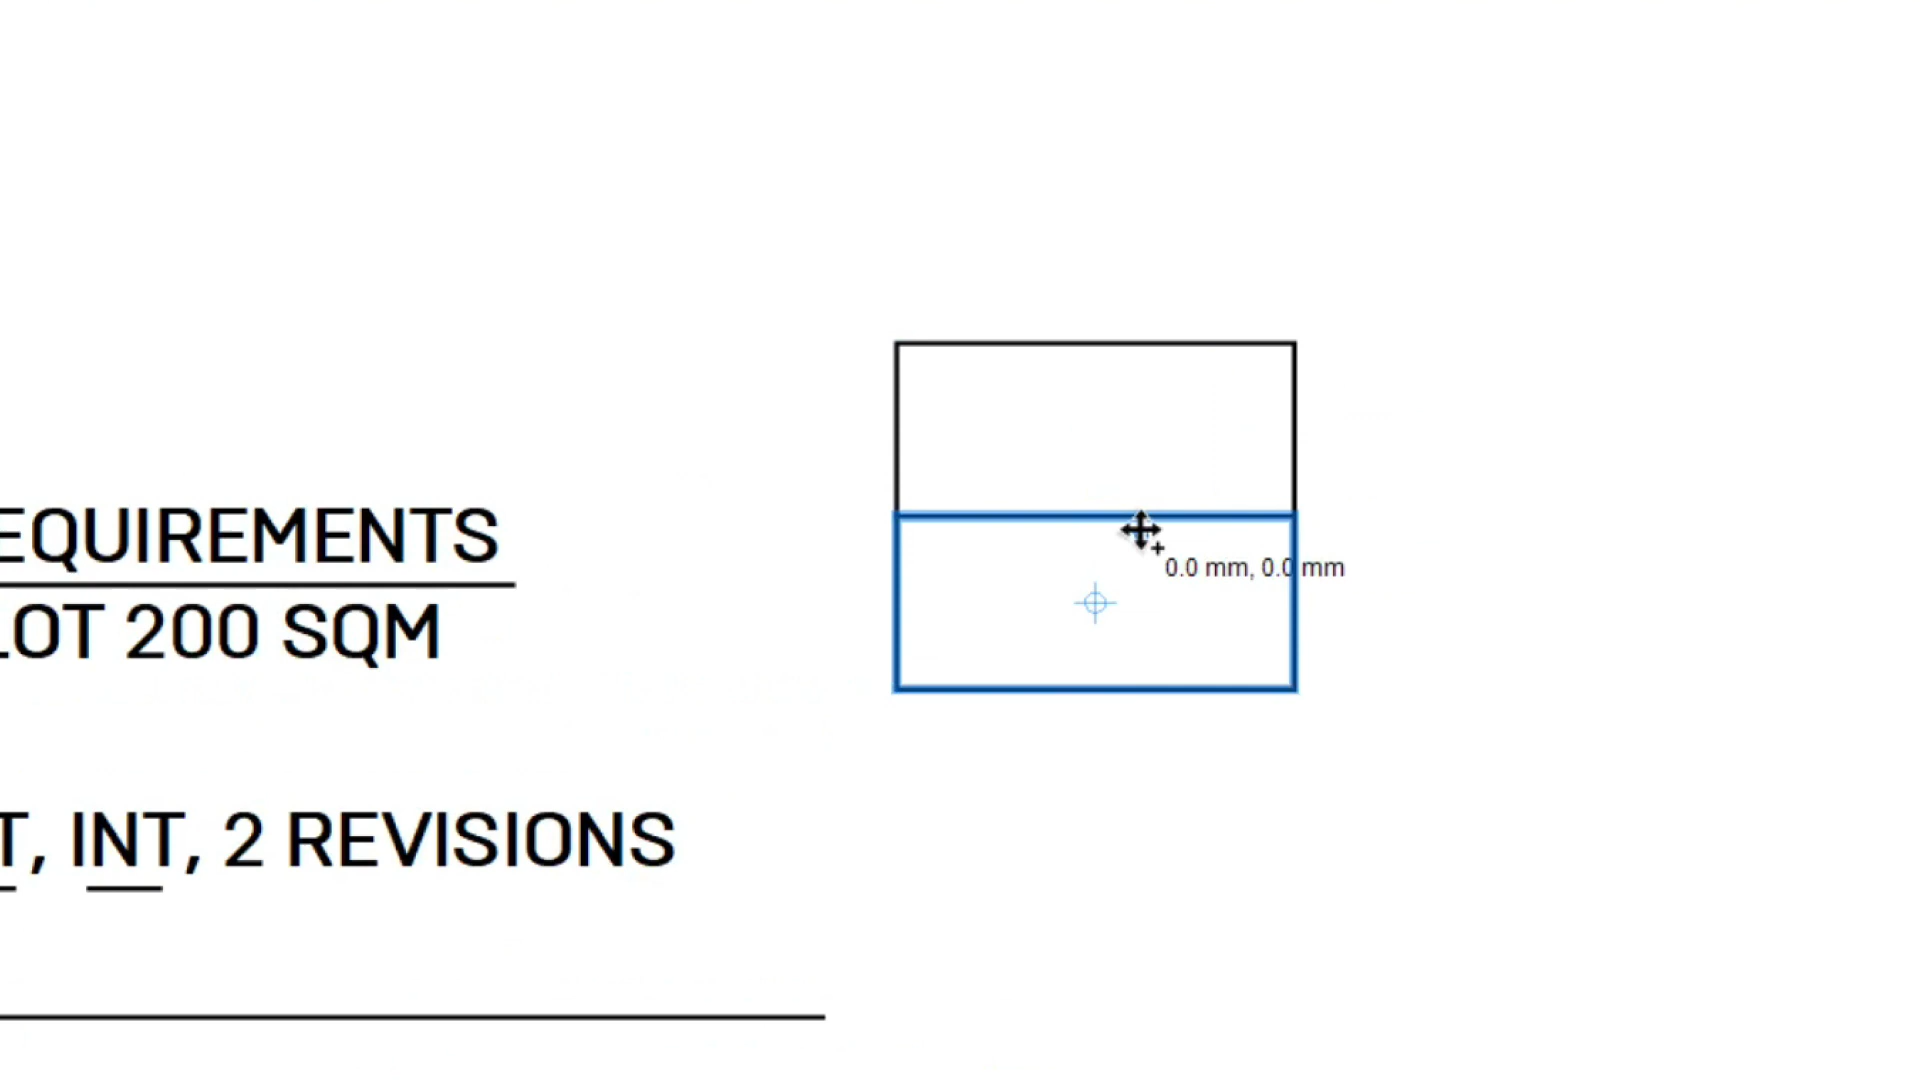 EQUIREMENTS
LOT 200 SQM
0.0 mm, 0.0 mm
T, INT, 2 REVISIONS